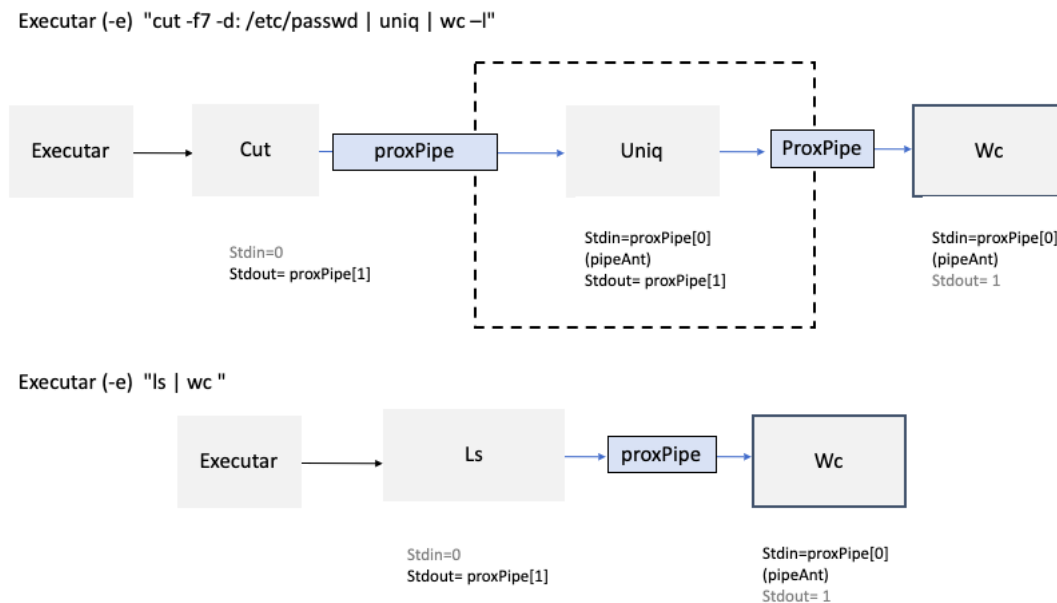 Executar (-e) "cut -f7 -d: /etc/passwd | uniq | wc –l"
Executar
Cut
proxPipe
Uniq
ProxPipe
Wc
Stdin=0
Stdout= proxPipe[1]
Stdin=proxPipe[0]
(pipeAnt)
Stdout= proxPipe[1]
Stdin=proxPipe[0]
(pipeAnt)
Stdout= 1
Executar (-e) "ls | wc "
Executar
Ls
proxPipe
Wc
Stdin=0
Stdout= proxPipe[1]
Stdin=proxPipe[0]
(pipeAnt)
Stdout= 1